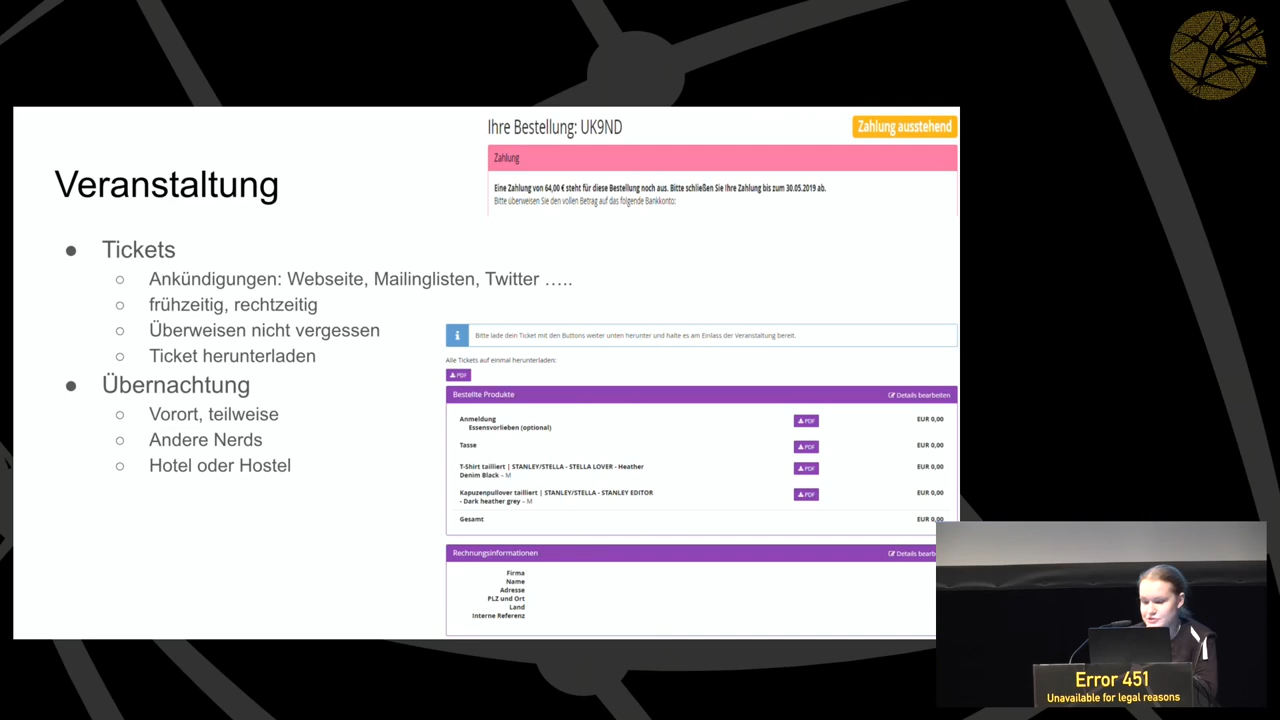 Veranstaltung
● Tickets
○ Ankündigungen: Webseite, Mailinglisten, Twitter …..
○ frühzeitig, rechtzeitig
○ Überweisen nicht vergessen
○ Ticket herunterladen
● Übernachtung
○ Vorort, teilweise
○ Andere Nerds
○ Hotel oder Hostel
Ihre Bestellung: UK9ND
Zahlung ausstehend
Zahlung
Eine Zahlung von 64,00 € steht für diese Bestellung noch aus. Bitte schließen Sie Ihre Zahlung bis zum 30.05.2019 ab.
Bitte überweisen Sie den vollen Betrag auf das folgende Bankkonto:
Bitte lade dein Ticket mit den Buttons weiter unten herunter und halte es am Einlass der Veranstaltung bereit.
Alle Tickets auf einmal herunterladen:
PDF
Bestellte Produkte
Details bearbeiten
Anmeldung PDF EUR 0,00
Essensvorlieben (optional)
Tasse PDF EUR 0,00
T-Shirt tailliert | STANLEY/STELLA - STELLA LOVER - Heather PDF EUR 0,00
Denim Black – M
Kapuzenpullover tailliert | STANLEY/STELLA - STANLEY EDITOR PDF EUR 0,00
- Dark heather grey – M
Gesamt EUR 0,00
Rechnungsinformationen
Details bearb
Firma
Name
Adresse
PLZ und Ort
Land
Interne Referenz
Error 451
Unavailable for legal reasons